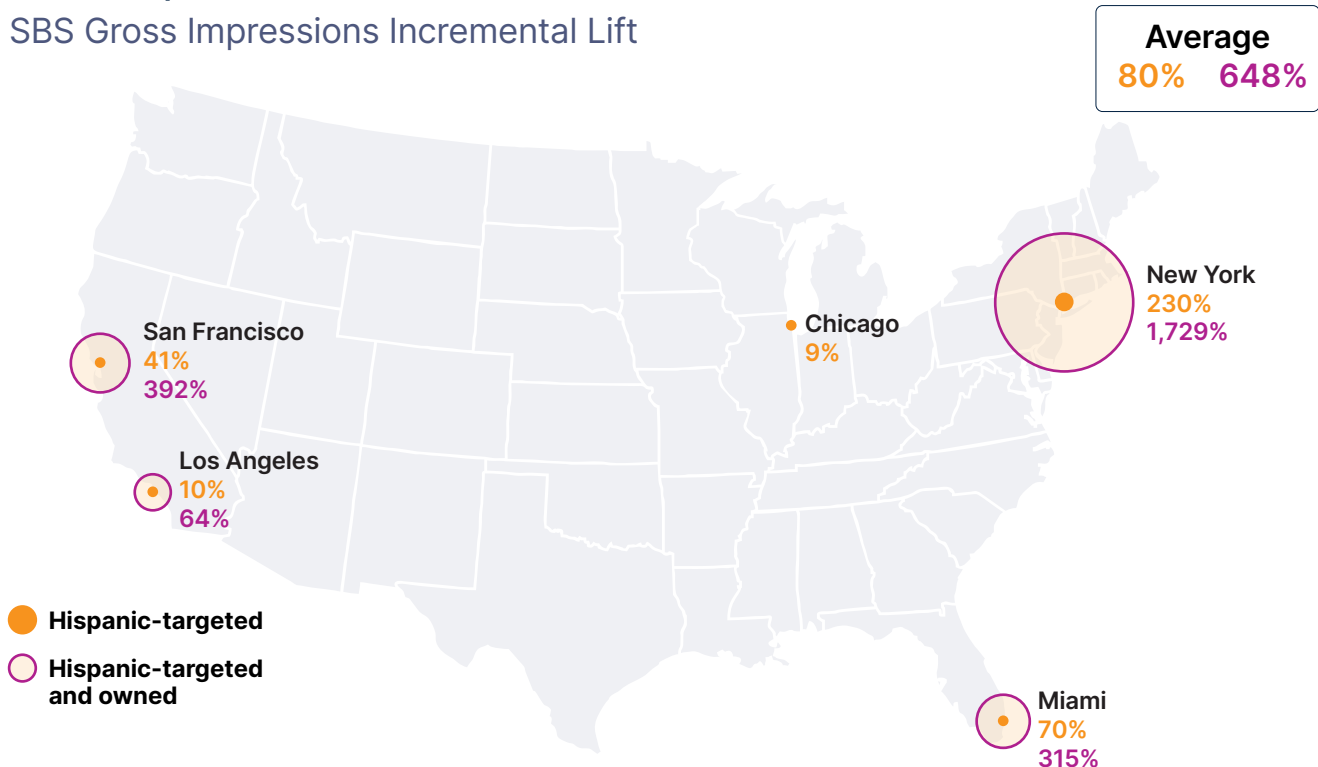 SBS Gross Impressions Incremental Lift
Average
80% 648%
New York
230%
1,729%
Chicago
9%
San Francisco
41%
392%
Los Angeles
10%
64%
Hispanic-targeted
Hispanic-targeted
and owned
Miami
70%
315%